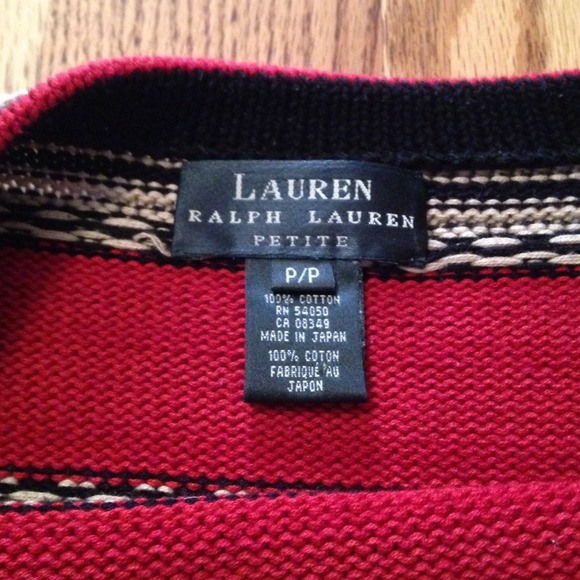 LAUREN
RALPH LAUREN
PETITE
P/P
100% COTTON
RN 54050
CA 08349
MADE IN JAPAN
100% COTON
FABRIQUÉ AU
JAPON